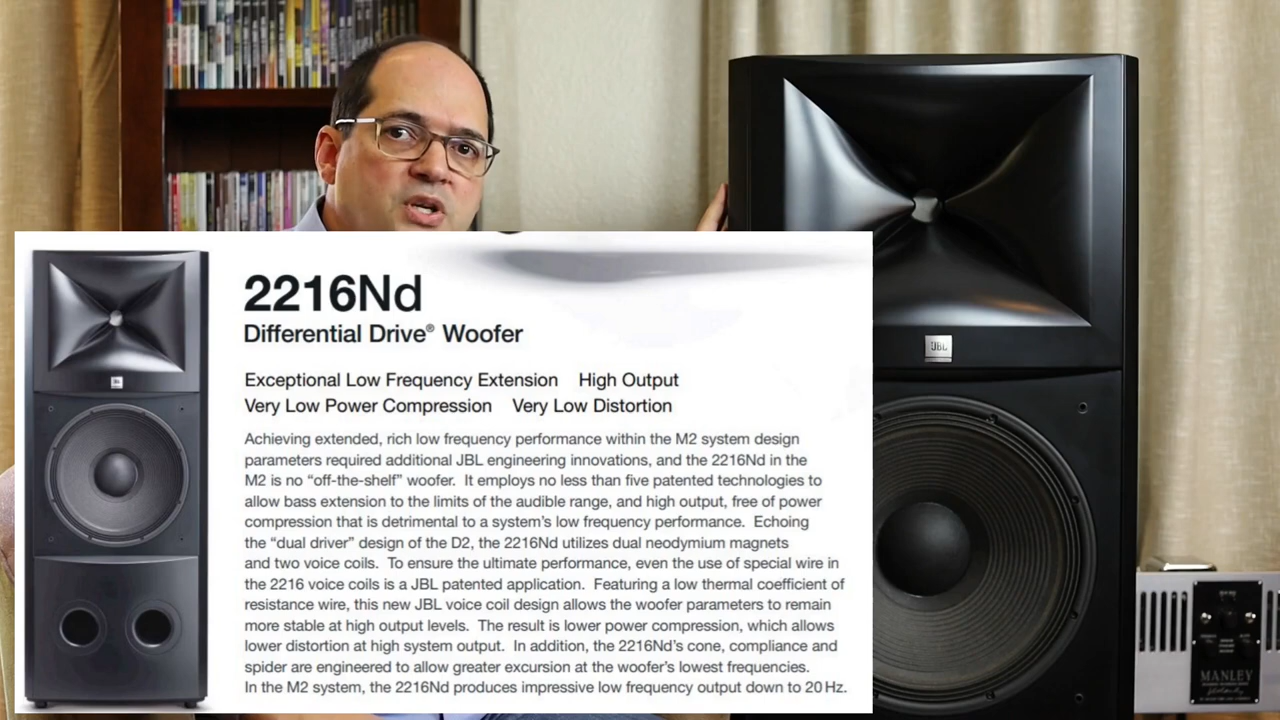 2216Nd
Differential Drive® Woofer
Exceptional Low Frequency Extension High Output
Very Low Power Compression Very Low Distortion
Achieving extended, rich low frequency performance within the M2 system design
parameters required additional JBL engineering innovations, and the 2216Nd in the
M2 is no “off-the-shelf” woofer. It employs no less than five patented technologies to
allow bass extension to the limits of the audible range, and high output, free of power
compression that is detrimental to a system’s low frequency performance. Echoing
the “dual driver” design of the D2, the 2216Nd utilizes dual neodymium magnets
and two voice coils. To ensure the ultimate performance, even the use of special wire in
the 2216 voice coils is a JBL patented application. Featuring a low thermal coefficient of
resistance wire, this new JBL voice coil design allows the woofer parameters to remain
more stable at high output levels. The result is lower power compression, which allows
lower distortion at high system output. In addition, the 2216Nd’s cone, compliance and
spider are engineered to allow greater excursion at the woofer’s lowest frequencies.
In the M2 system, the 2216Nd produces impressive low frequency output down to 20 Hz.
JBL
JBL
MANLEY